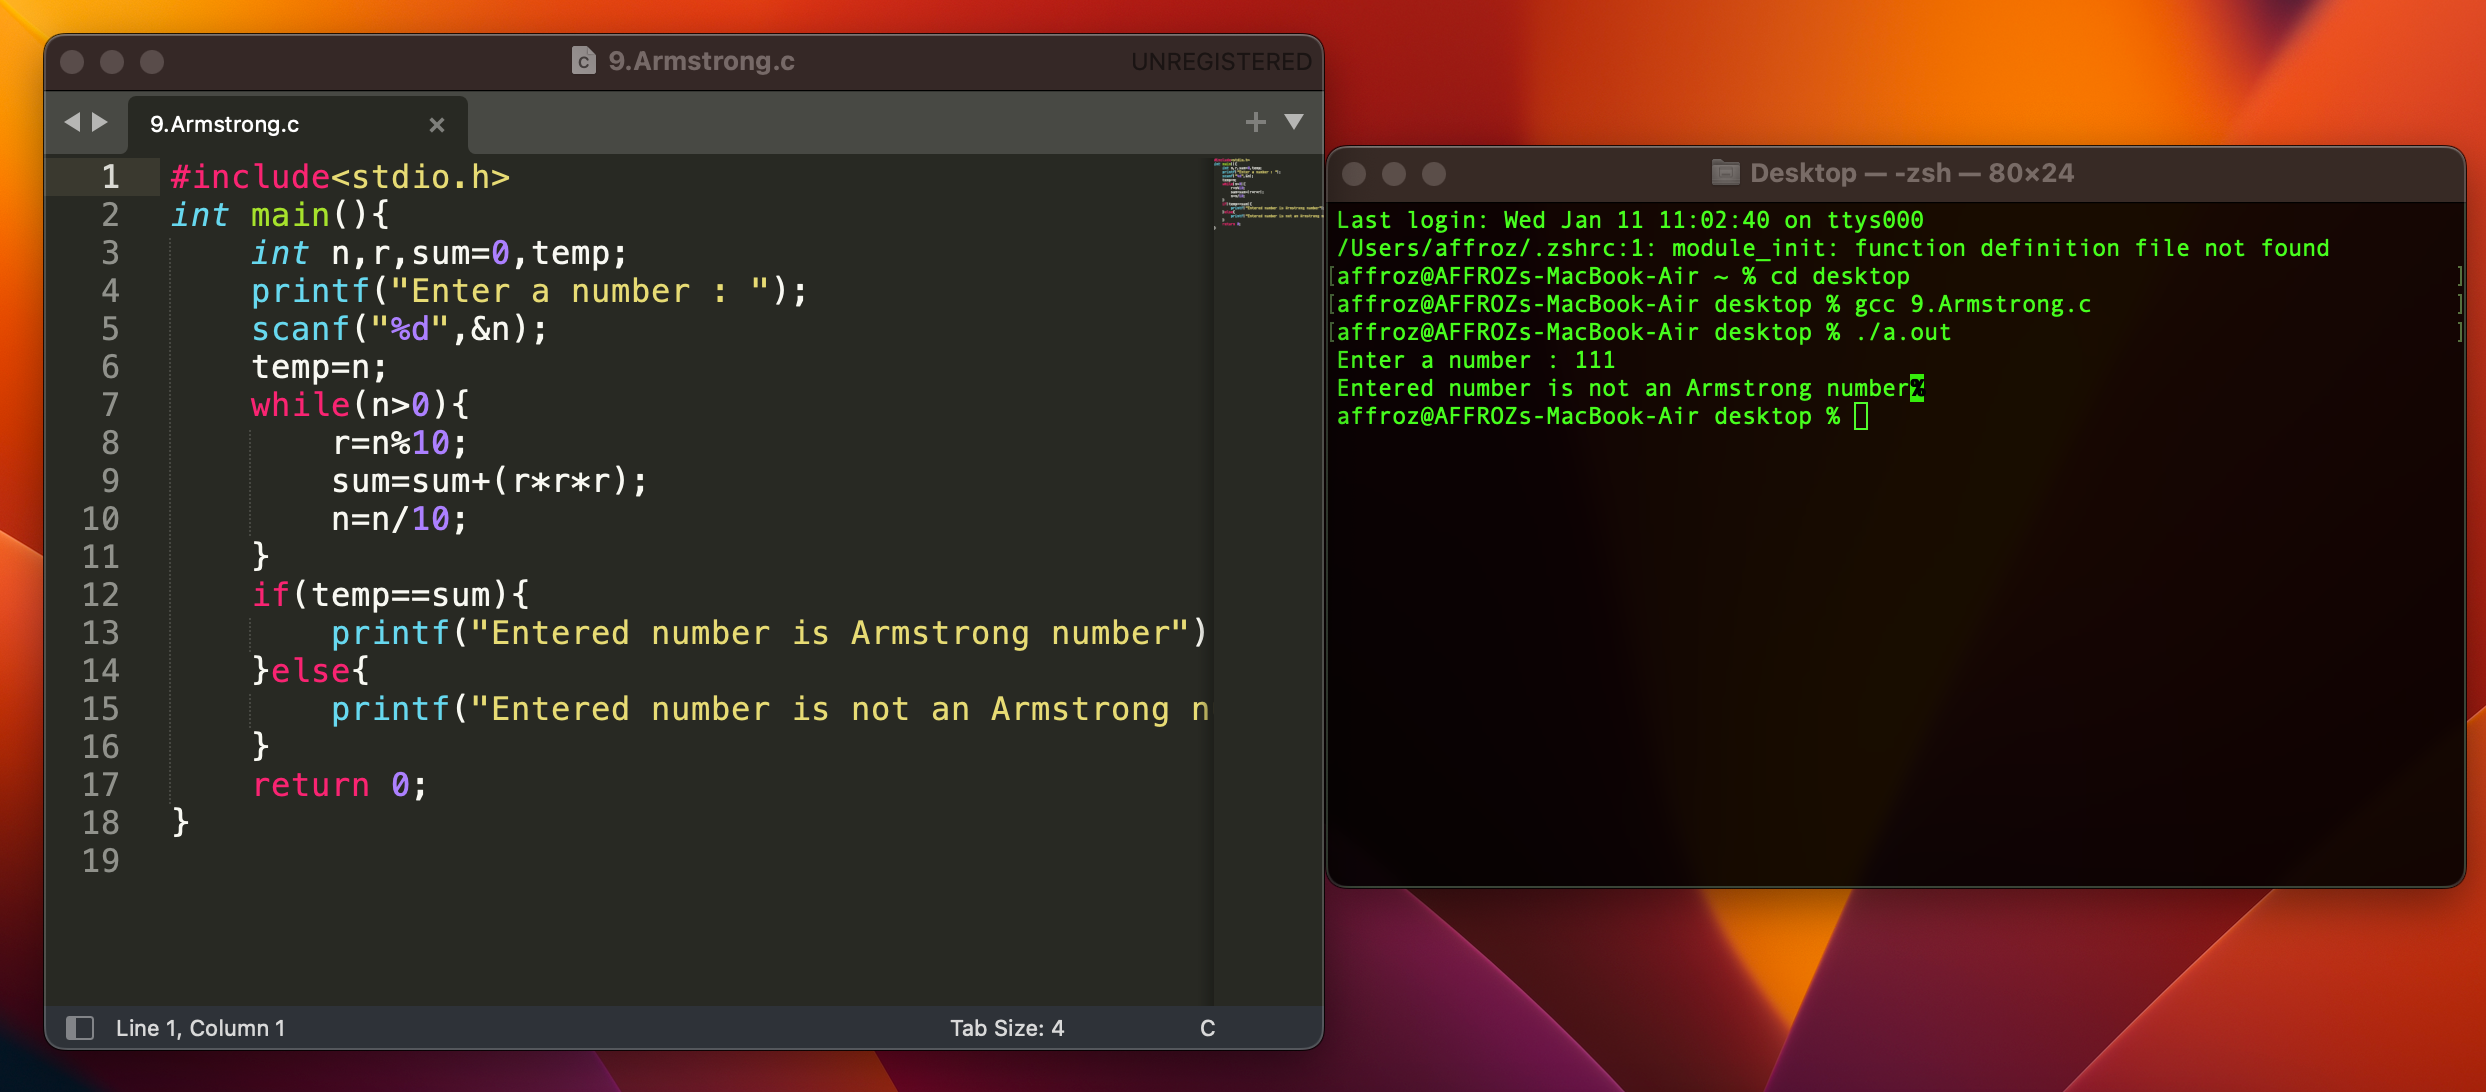 9.Armstrong.c
UNREGISTERED
9.Armstrong.c
1 #include<stdio.h>
2 int main(){
3 int n,r,sum=0,temp;
4 printf("Enter a number : ");
5 scanf("%d",&n);
6 temp=n;
7 while(n>0){
8 r=n%10;
9 sum=sum+(r*r*r);
10 n=n/10;
11 }
12 if(temp==sum){
13 printf("Entered number is Armstrong number")
14 }else{
15 printf("Entered number is not an Armstrong n
16 }
17 return 0;
18 }
19
Line 1, Column 1
Tab Size: 4
C
Desktop — -zsh — 80×24
Last login: Wed Jan 11 11:02:40 on ttys000
/Users/affroz/.zshrc:1: module_init: function definition file not found
[affroz@AFFROZs-MacBook-Air ~ % cd desktop ]
[affroz@AFFROZs-MacBook-Air desktop % gcc 9.Armstrong.c ]
[affroz@AFFROZs-MacBook-Air desktop % ./a.out ]
Enter a number : 111
Entered number is not an Armstrong number%
affroz@AFFROZs-MacBook-Air desktop %